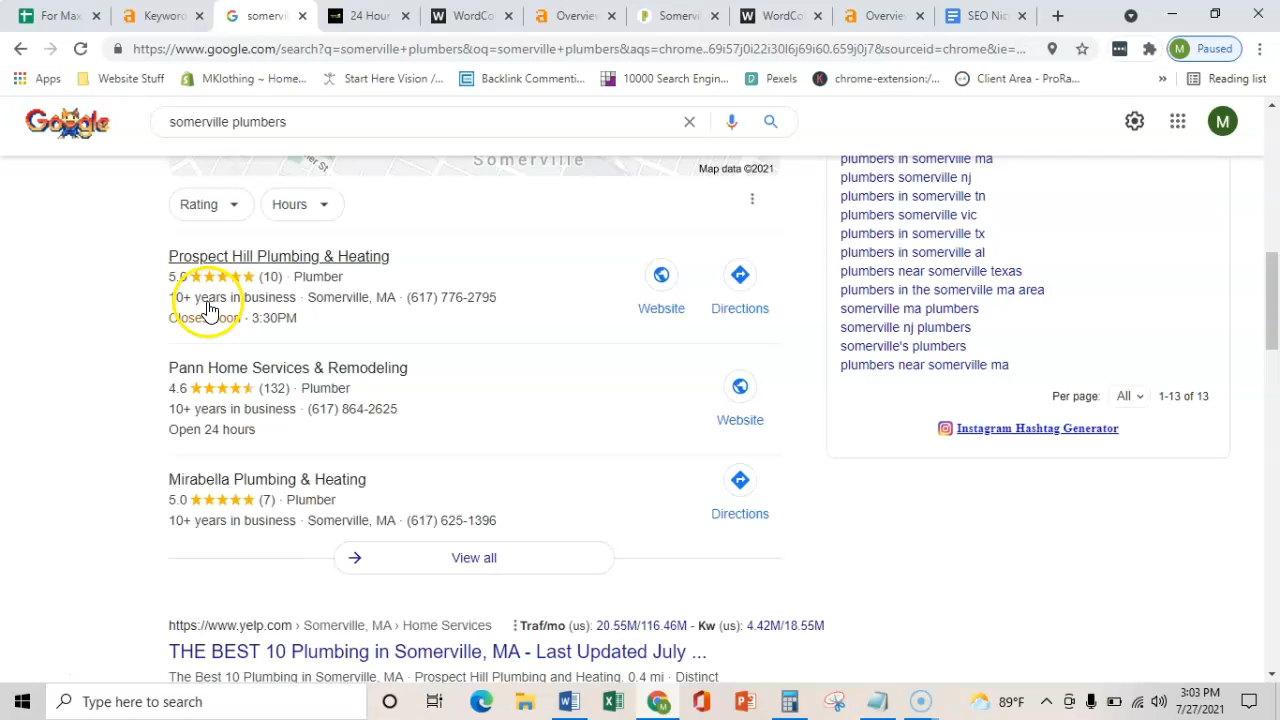 For Max
Keyword
somervil
24 Hour
WordCo
Overvie
Somerv
WordCo
Overvie
SEO Nic
https://www.google.com/search?q=somerville+plumbers&oq=somerville+plumbers&aqs=chrome..69i57j0i22i30l6j69i60.659j0j7&sourceid=chrome&ie=...
M Paused
Apps
Website Stuff
MKlothing ~ Home...
Start Here Vision /...
Backlink Commenti...
10000 Search Engin...
Pexels
chrome-extension:/...
Client Area - ProRa...
»
Reading list
Google
somerville plumbers
M
Somerville
Map data ©2021
Rating
Hours
Prospect Hill Plumbing & Heating
5.0 (10) · Plumber
10+ years in business · Somerville, MA · (617) 776-2795
Closes soon · 3:30PM
Website
Directions
Pann Home Services & Remodeling
4.6 (132) · Plumber
10+ years in business · (617) 864-2625
Open 24 hours
Website
Mirabella Plumbing & Heating
5.0 (7) · Plumber
10+ years in business · Somerville, MA · (617) 625-1396
Directions
View all
https://www.yelp.com › Somerville, MA › Home Services
Traf/mo (us): 20.55M/116.46M - Kw (us): 4.42M/18.55M
THE BEST 10 Plumbing in Somerville, MA - Last Updated July ...
The Best 10 Plumbing in Somerville, MA · Prospect Hill Plumbing and Heating, 0.4 mi · Distinct
plumbers in somerville ma
plumbers somerville nj
plumbers in somerville tn
plumbers somerville vic
plumbers in somerville tx
plumbers in somerville al
plumbers near somerville texas
plumbers in the somerville ma area
somerville ma plumbers
somerville nj plumbers
somerville's plumbers
plumbers near somerville ma
Per page: All 1-13 of 13
Instagram Hashtag Generator
Type here to search
89°F
3:03 PM
7/27/2021